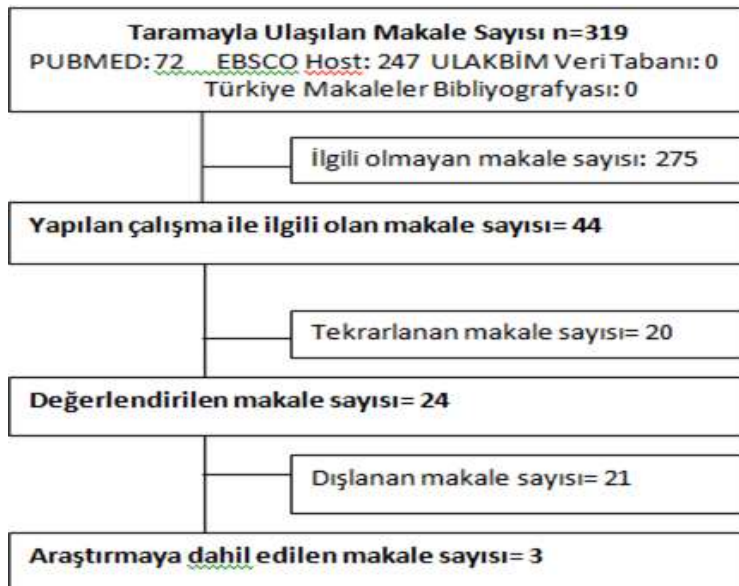 Taramayla Ulaşılan Makale Sayısı n=319
PUBMED: 72 EBSCO Host: 247 ULAKBİM Veri Tabanı: 0
Türkiye Makaleler Bibliyografyası: 0
İlgili olmayan makale sayısı: 275
Yapılan çalışma ile ilgili olan makale sayısı= 44
Tekrarlanan makale sayısı= 20
Değerlendirilen makale sayısı= 24
Dışlanan makale sayısı= 21
Araştırmaya dahil edilen makale sayısı= 3